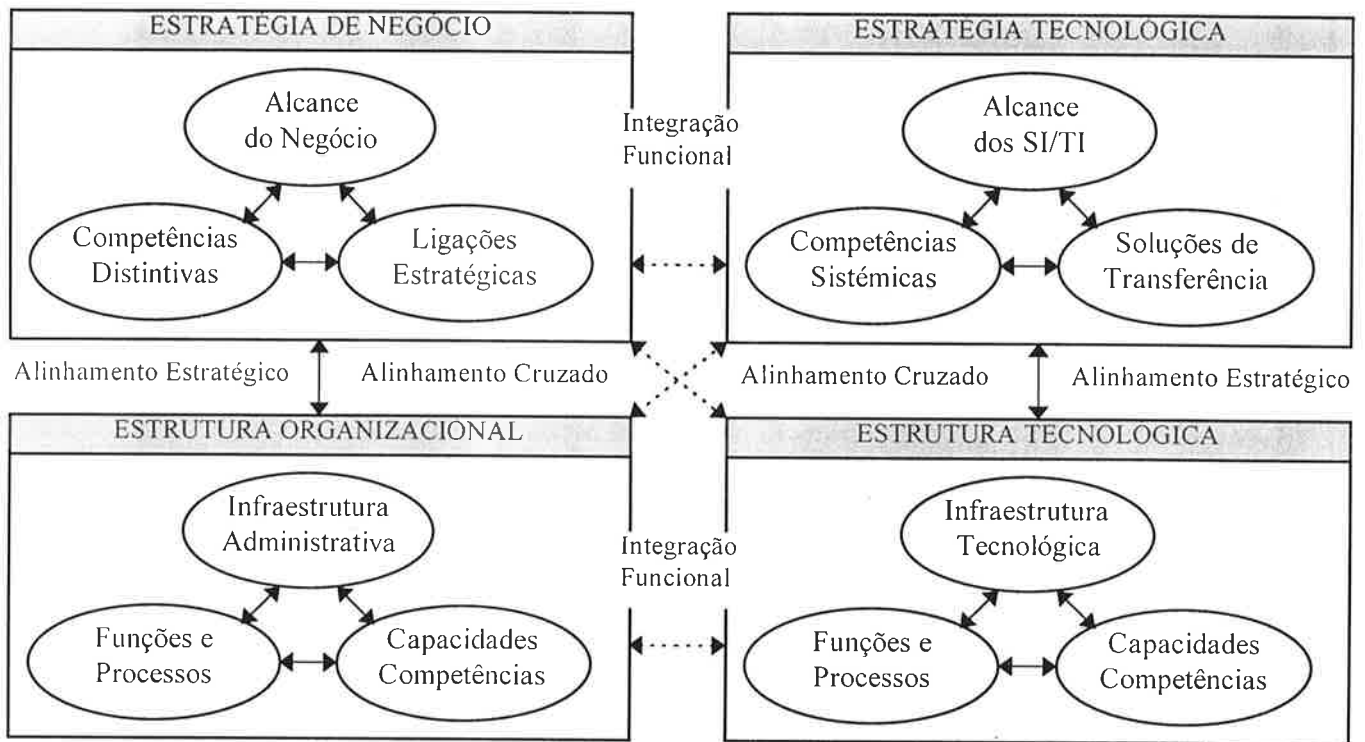 ESTRATÉGIA DE NEGÓCIO
Alcance
do Negócio
Competências
Distintivas
Ligações
Estratégicas
Integração
Funcional
ESTRATÉGIA TECNOLÓGICA
Alcance
dos SI/TI
Competências
Sistémicas
Soluções de
Transferência
Alinhamento Estratégico
Alinhamento Cruzado
Alinhamento Cruzado
Alinhamento Estratégico
ESTRUTURA ORGANIZACIONAL
Infraestrutura
Administrativa
Funções e
Processos
Capacidades
Competências
Integração
Funcional
ESTRUTURA TECNOLÓGICA
Infraestrutura
Tecnológica
Funções e
Processos
Capacidades
Competências